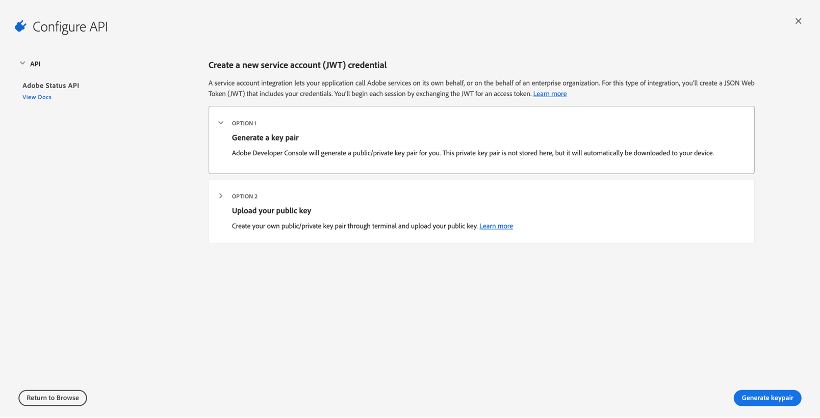 Configure API
API
Adobe Status API
View Docs
Create a new service account (JWT) credential
A service account integration lets your application call Adobe services on its own behalf, or on the behalf of an enterprise organization. For this type of integration, you'll create a JSON Web
Token (JWT) that includes your credentials. You'll begin each session by exchanging the JWT for an access token. Learn more
OPTION 1
Generate a key pair
Adobe Developer Console will generate a public/private key pair for you. This private key pair is not stored here, but it will automatically be downloaded to your device.
OPTION 2
Upload your public key
Create your own public/private key pair through terminal and upload your public key. Learn more
Return to Browse
Generate keypair